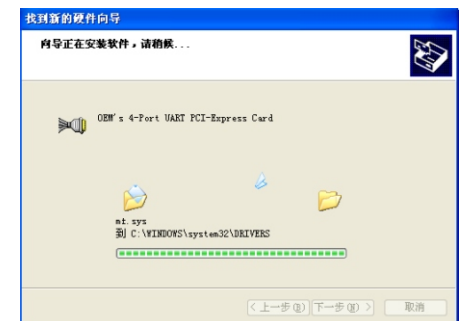 找到新的硬件向导
向导正在安装软件，请稍候...
OEM's 4-Port UART PCI-Express Card
mt.sys
到 C:\WINDOWS\system32\DRIVERS
< 上一步(B) 下一步(N) > 取消